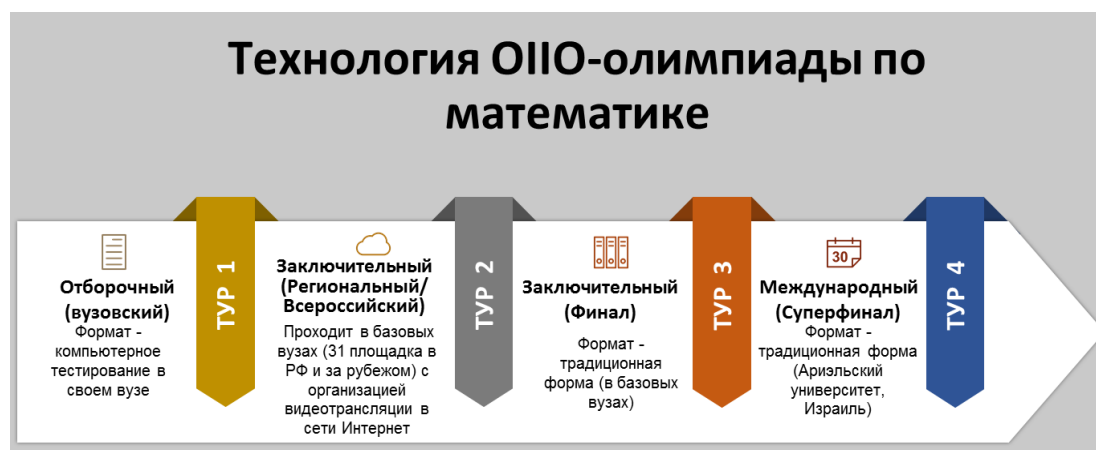 Технология OIIO-олимпиады по
математике
Отборочный
(вузовский)
Формат -
компьютерное
тестирование в
своем вузе
ТУР 1
Заключительный
(Региональный/
Всероссийский)
Проходит в базовых
вузах (31 площадка в
РФ и за рубежом) с
организацией
видеотрансляции в
сети Интернет
ТУР 2
Заключительный
(Финал)
Формат -
традиционная
форма (в базовых
вузах)
ТУР 3
30
Международный
(Суперфинал)
Формат -
традиционная форма
(Ариэльский
университет,
Израиль)
ТУР 4